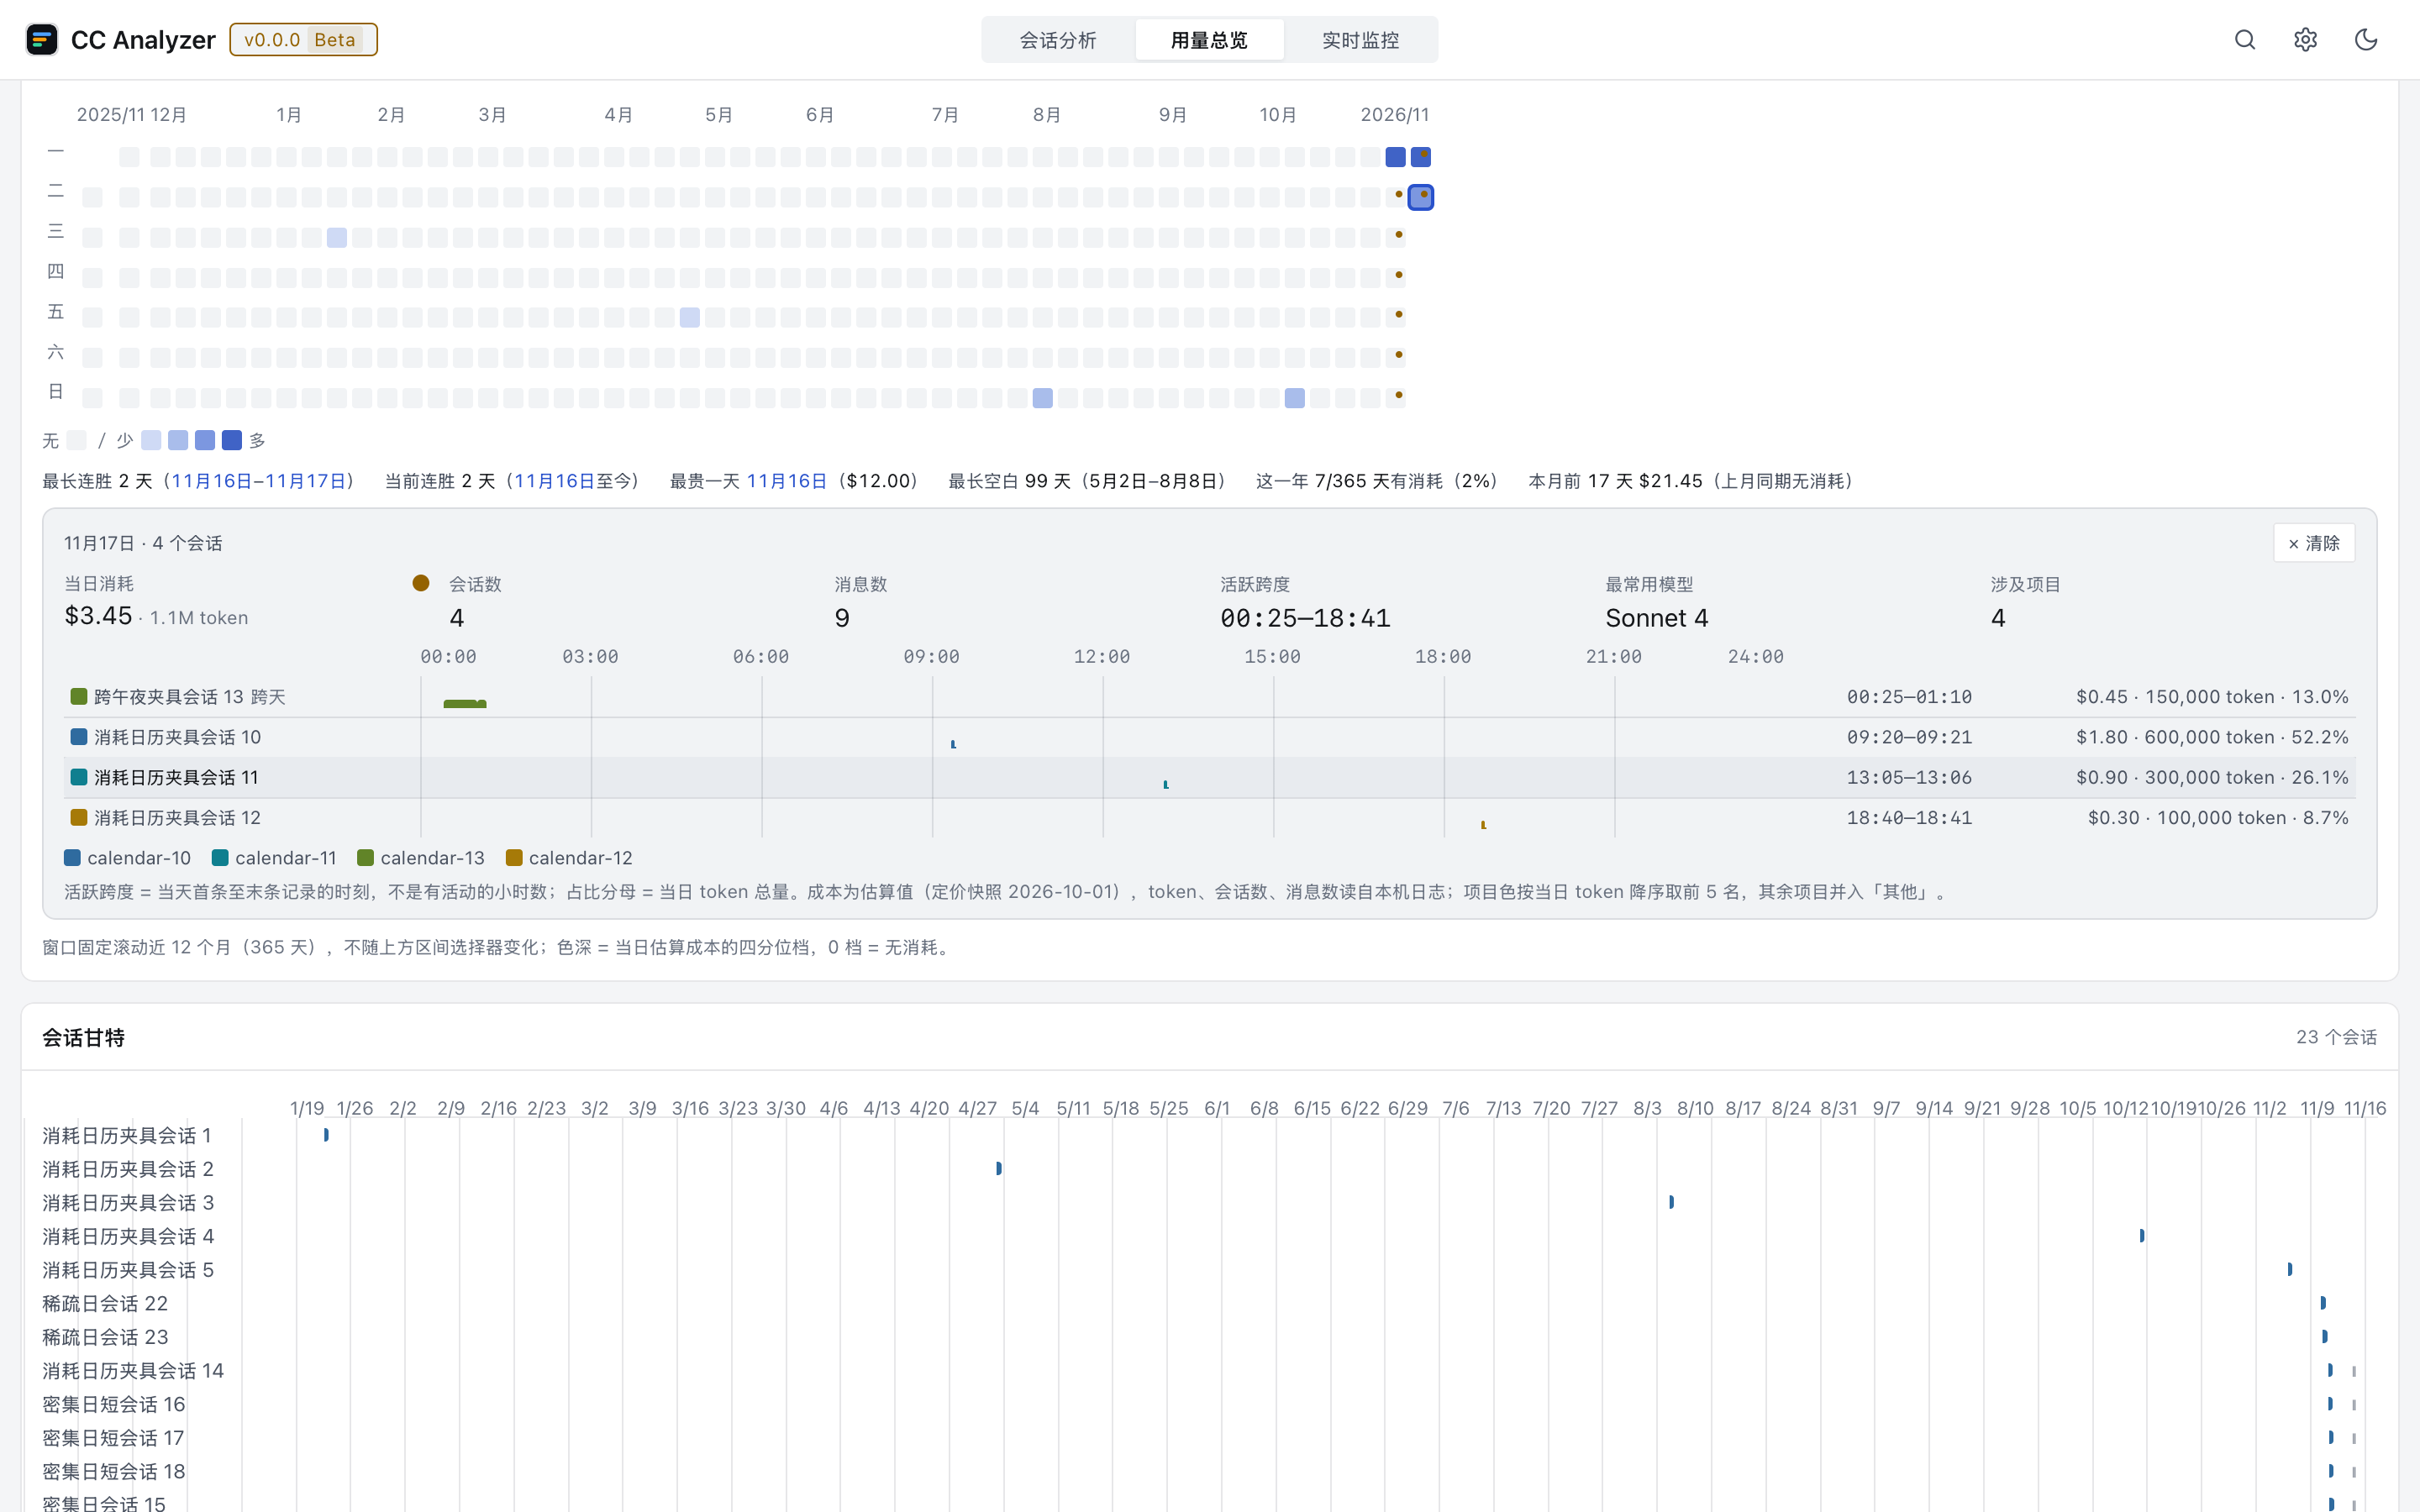 CC Analyzer v0.0.0 Beta 会话分析 用量总览 实时监控
2025/11 12月 1月 2月 3月 4月 5月 6月 7月 8月 9月 10月 2026/11
一
二
三
四
五
六
日
无 / 少 多
最长连胜 2 天（11月16日–11月17日） 当前连胜 2 天（11月16日至今） 最贵一天 11月16日（$12.00） 最长空白 99 天（5月2日–8月8日） 这一年 7/365 天有消耗（2%） 本月前 17 天 $21.45（上月同期无消耗）
11月17日 · 4 个会话 × 清除
当日消耗 会话数 消息数 活跃跨度 最常用模型 涉及项目
$3.45 · 1.1M token 4 9 00:25—18:41 Sonnet 4 4
00:00 03:00 06:00 09:00 12:00 15:00 18:00 21:00 24:00
跨午夜夹具会话 13 跨天 00:25—01:10 $0.45 · 150,000 token · 13.0%
消耗日历夹具会话 10 09:20—09:21 $1.80 · 600,000 token · 52.2%
消耗日历夹具会话 11 13:05—13:06 $0.90 · 300,000 token · 26.1%
消耗日历夹具会话 12 18:40—18:41 $0.30 · 100,000 token · 8.7%
calendar-10 calendar-11 calendar-13 calendar-12
活跃跨度 = 当天首条至末条记录的时刻，不是有活动的小时数；占比分母 = 当日 token 总量。成本为估算值（定价快照 2026-10-01），token、会话数、消息数读自本机日志；项目色按当日 token 降序取前 5 名，其余项目并入「其他」。
窗口固定滚动近 12 个月（365 天），不随上方区间选择器变化；色深 = 当日估算成本的四分位档，0 档 = 无消耗。
会话甘特 23 个会话
1/19 1/26 2/2 2/9 2/16 2/23 3/2 3/9 3/16 3/23 3/30 4/6 4/13 4/20 4/27 5/4 5/11 5/18 5/25 6/1 6/8 6/15 6/22 6/29 7/6 7/13 7/20 7/27 8/3 8/10 8/17 8/24 8/31 9/7 9/14 9/21 9/28 10/5 10/12 10/19 10/26 11/2 11/9 11/16
消耗日历夹具会话 1
消耗日历夹具会话 2
消耗日历夹具会话 3
消耗日历夹具会话 4
消耗日历夹具会话 5
稀疏日会话 22
稀疏日会话 23
消耗日历夹具会话 14
密集日短会话 16
密集日短会话 17
密集日短会话 18
密集日会话 15